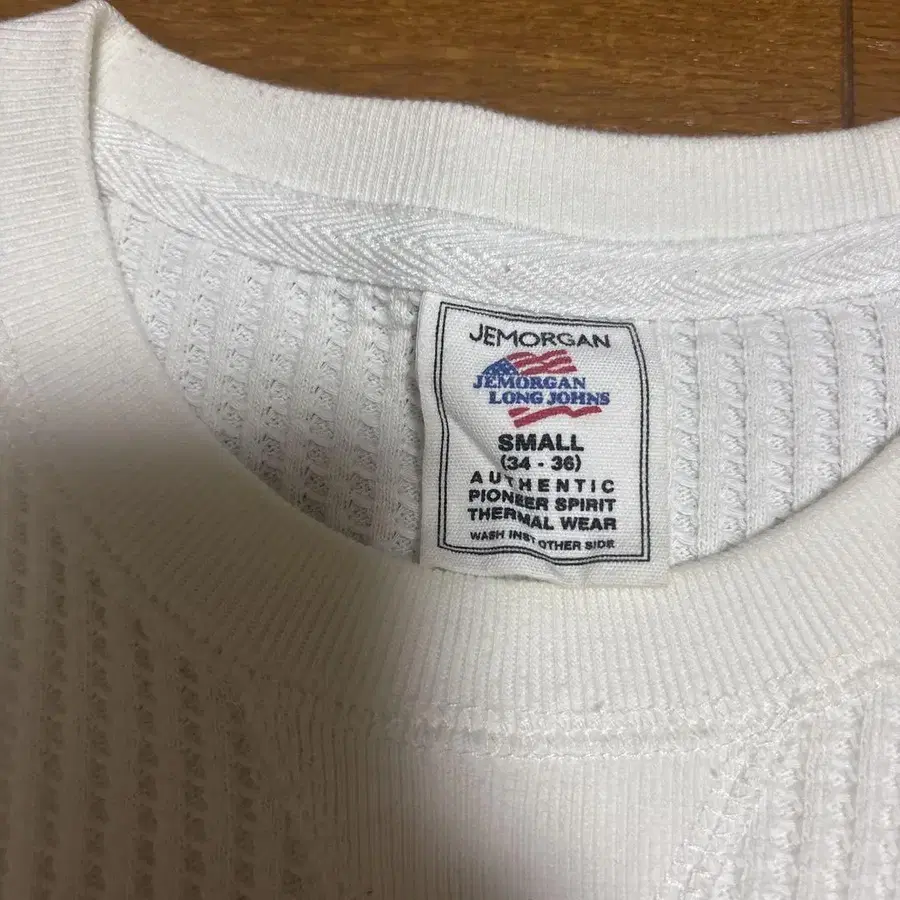 JEMORGAN
JEMORGAN
LONG JOHNS
SMALL
(34 - 36)
AUTHENTIC
PIONEER SPIRIT
THERMAL WEAR
WASH INST OTHER SIDE